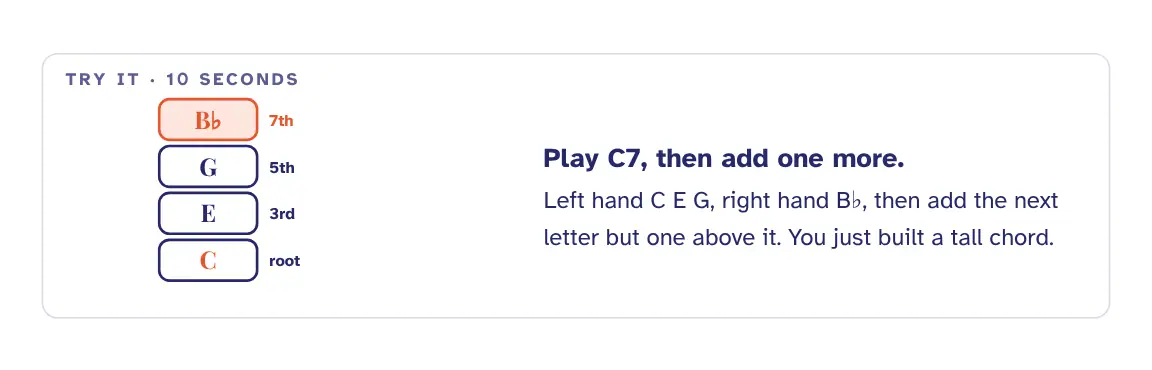 TRY IT · 10 SECONDS
B♭ 7th
G 5th
E 3rd
C root
Play C7, then add one more.
Left hand C E G, right hand B♭, then add the next
letter but one above it. You just built a tall chord.